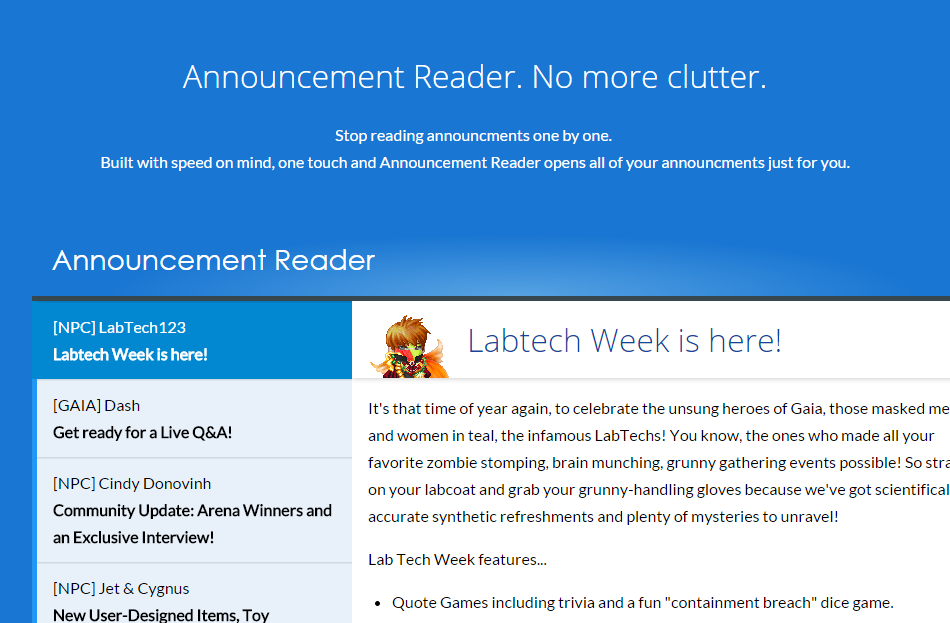 Announcement Reader. No more clutter.
Stop reading announcments one by one.
Built with speed on mind, one touch and Announcement Reader opens all of your announcments just for you.
Announcement Reader
[NPC] LabTech123
Labtech Week is here!
[GAIA] Dash
Get ready for a Live Q&A!
[NPC] Cindy Donovinh
Community Update: Arena Winners and
an Exclusive Interview!
[NPC] Jet & Cygnus
New User-Designed Items, Toy
Labtech Week is here!
It's that time of year again, to celebrate the unsung heroes of Gaia, those masked me
and women in teal, the infamous LabTechs! You know, the ones who made all your
favorite zombie stomping, brain munching, grunny gathering events possible! So stra
on your labcoat and grab your grunny-handling gloves because we've got scientifical
accurate synthetic refreshments and plenty of mysteries to unravel!
Lab Tech Week features...
• Quote Games including trivia and a fun "containment breach" dice game.